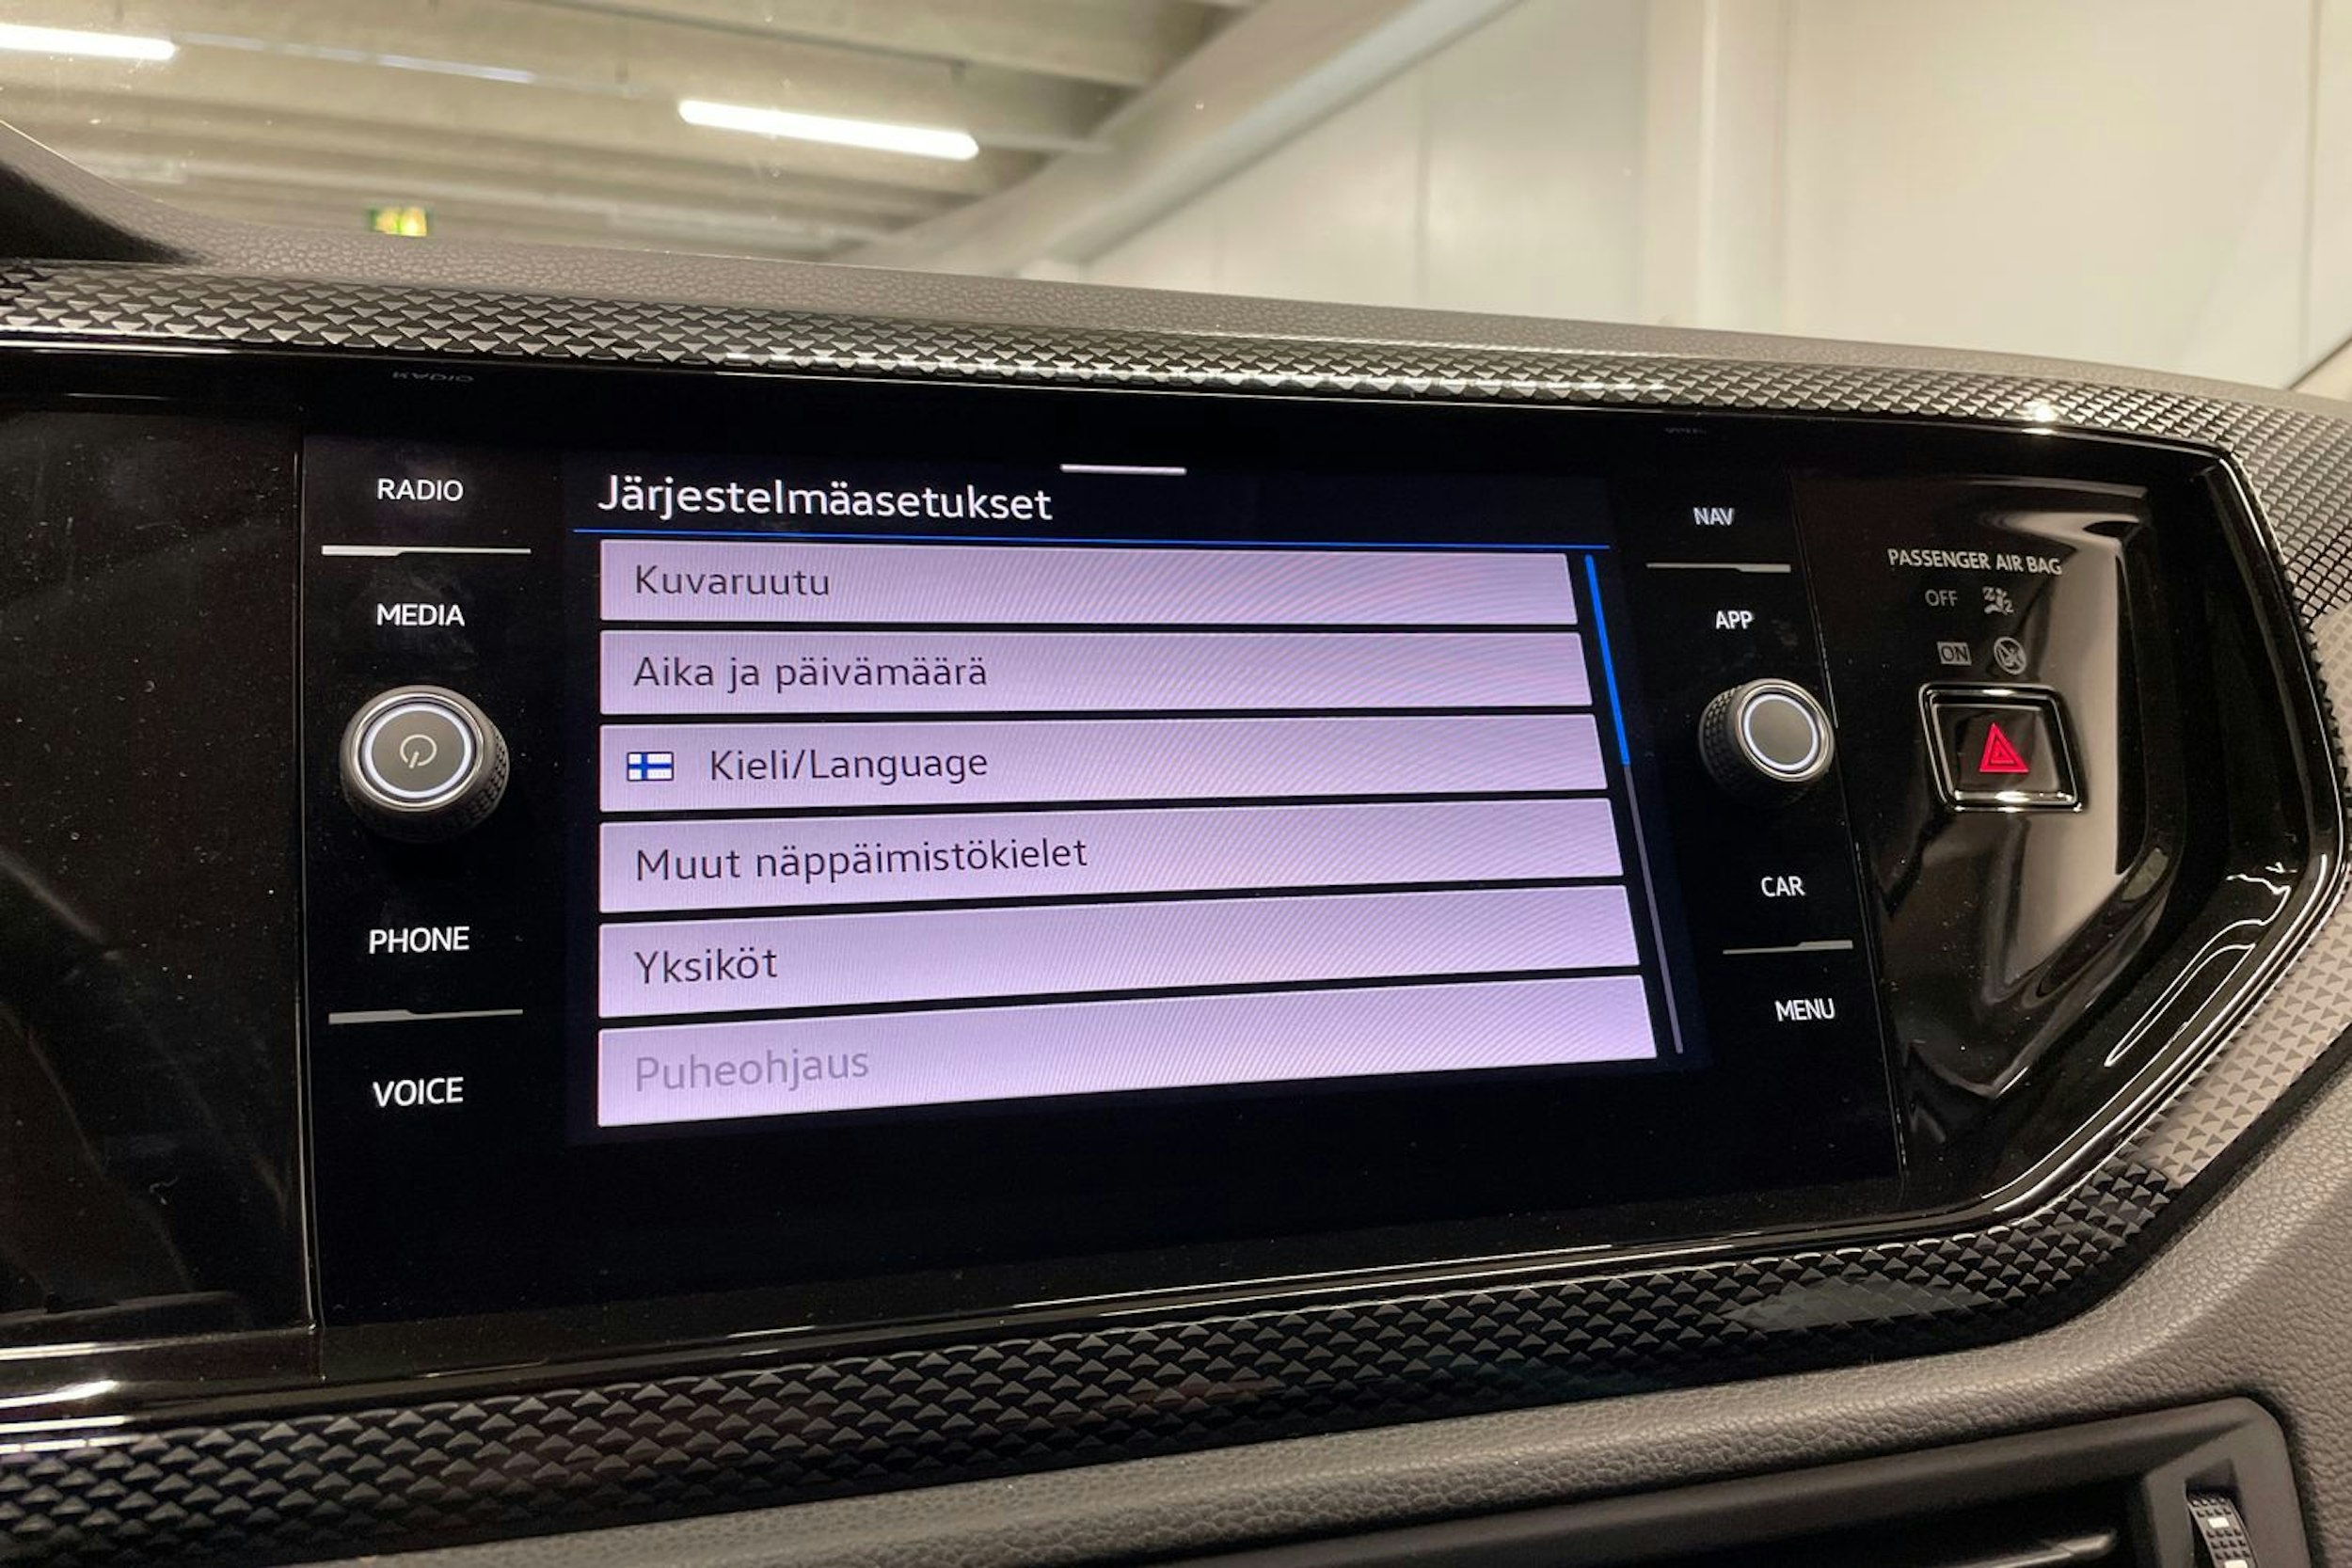 RADIO
MEDIA
PHONE
VOICE
Järjestelmäasetukset
Kuvaruutu
Aika ja päivämäärä
Kieli/Language
Muut näppäimistökielet
Yksiköt
Puheohjaus
NAV
APP
CAR
MENU
PASSENGER AIR BAG
OFF
ON